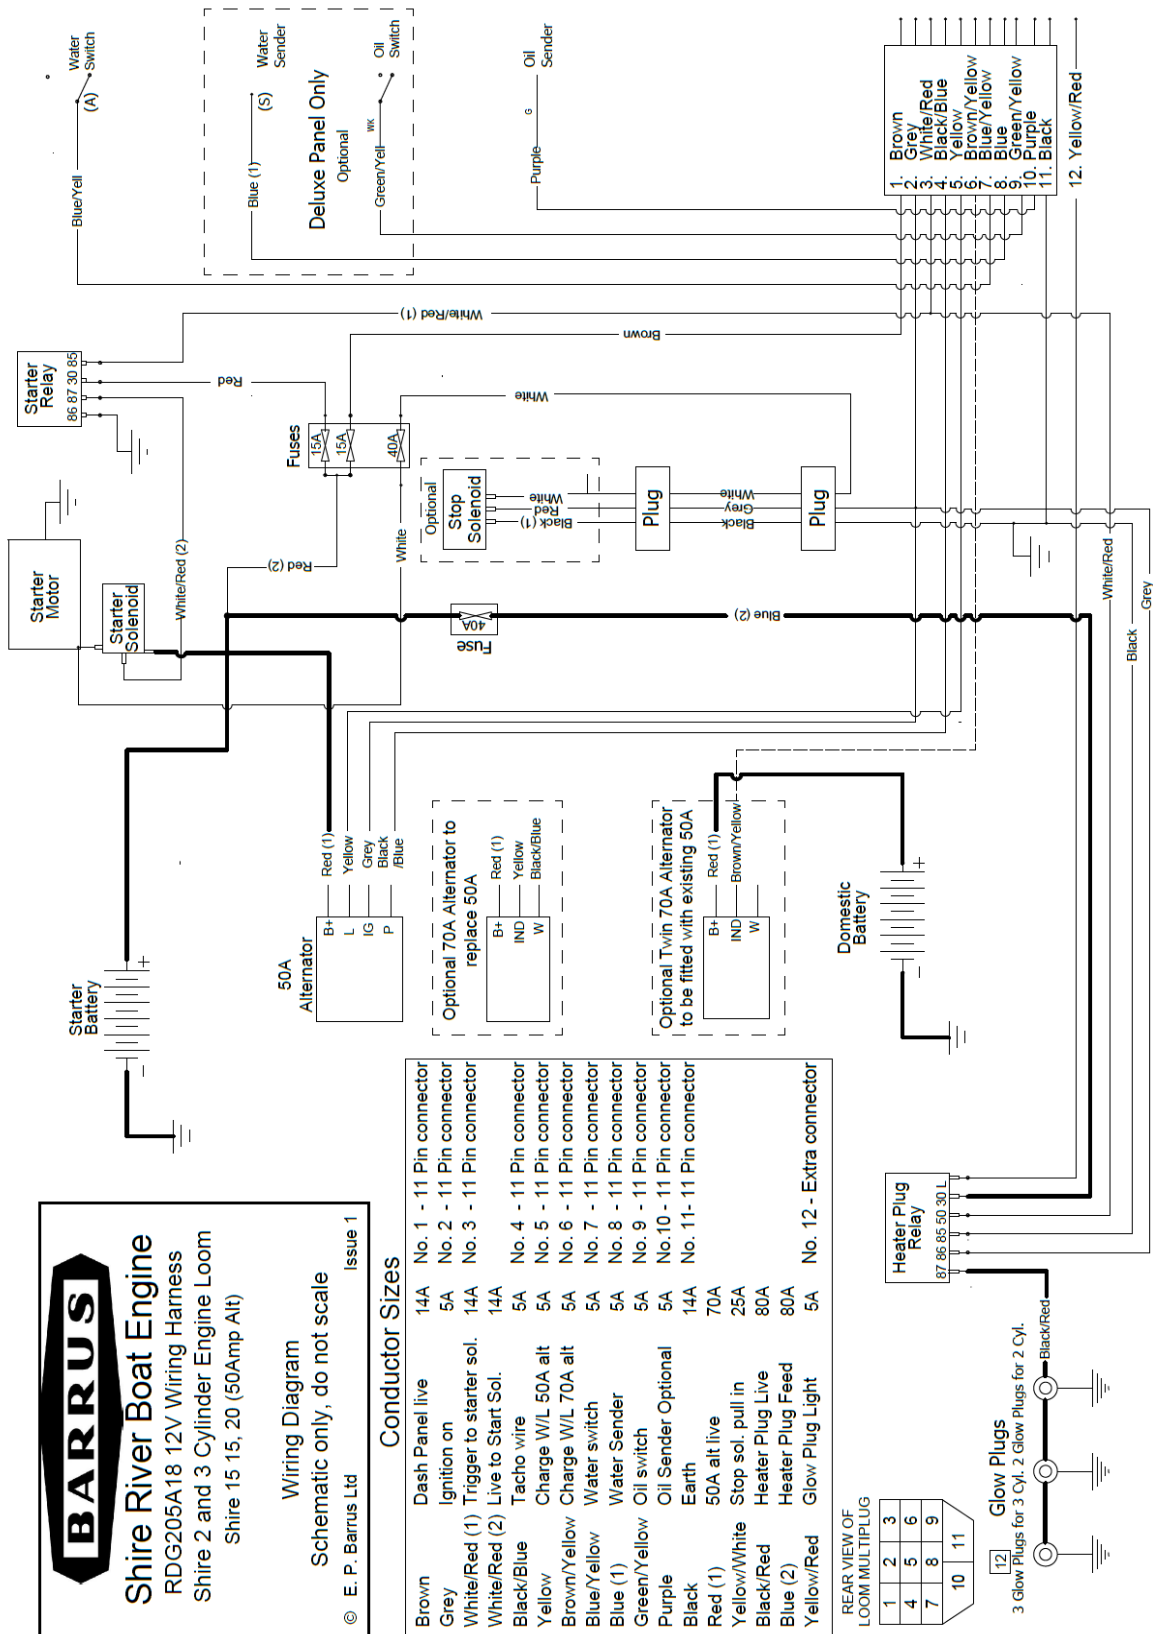 BARRUS
Shire River Boat Engine
RDG205A18 12V Wiring Harness
Shire 2 and 3 Cylinder Engine Loom
Shire 15 15, 20 (50Amp Alt)
Wiring Diagram
Schematic only, do not scale
© E. P. Barrus Ltd Issue 1
Conductor Sizes
Brown Dash Panel live 14A No. 1 - 11 Pin connector
Grey Ignition on 5A No. 2 - 11 Pin connector
White/Red (1) Trigger to starter sol. 14A No. 3 - 11 Pin connector
White/Red (2) Live to Start Sol. 14A
Black/Blue Tacho wire 5A No. 4 - 11 Pin connector
Yellow Charge W/L 50A alt 5A No. 5 - 11 Pin connector
Brown/Yellow Charge W/L 70A alt 5A No. 6 - 11 Pin connector
Blue/Yellow Water switch 5A No. 7 - 11 Pin connector
Blue (1) Water Sender 5A No. 8 - 11 Pin connector
Green/Yellow Oil switch 5A No. 9 - 11 Pin connector
Purple Oil Sender Optional 5A No.10 - 11 Pin connector
Black Earth 14A No. 11- 11 Pin connector
Red (1) 50A alt live 70A
Yellow/White Stop sol. pull in 25A
Black/Red Heater Plug Live 80A
Blue (2) Heater Plug Feed 80A
Yellow/Red Glow Plug Light 5A No. 12 - Extra connector
REAR VIEW OF
LOOM MULTIPLUG
1 2 3
4 5 6
7 8 9
10 11
12
Glow Plugs
3 Glow Plugs for 3 Cyl. 2 Glow Plugs for 2 Cyl.
Black/Red
Heater Plug
Relay
87 86 85 50 30 L
Starter
Battery
- +
50A
Alternator
B+ Red (1)
L Yellow
IG Grey
P Black
/Blue
Optional 70A Alternator to
replace 50A
B+ Red (1)
IND Yellow
W Black/Blue
Optional Twin 70A Alternator
to be fitted with existing 50A
B+ Red (1)
IND Brown/Yellow
W
Domestic
Battery
- +
Starter
Motor
Starter
Solenoid
White/Red (2)
Starter
Relay
86 87 30 85
Red
Red (2)
Fuses
15A
15A
40A
White
Fuse
40A
Blue (2)
Optional
Stop
Solenoid
White
Red
Black (1)
Plug
White
Grey
Black
Plug
White
Brown
White/Red (1)
White/Red
Black
Grey
Water
Switch
(A)
Blue/Yell
Water
Sender
(S)
Blue (1)
Deluxe Panel Only
Optional
Oil
Switch
WK
Green/Yell
Oil
Sender
G
Purple
1. Brown
2. Grey
3. White/Red
4. Black/Blue
5. Yellow
6. Brown/Yellow
7. Blue/Yellow
8. Blue
9. Green/Yellow
10. Purple
11. Black
12. Yellow/Red